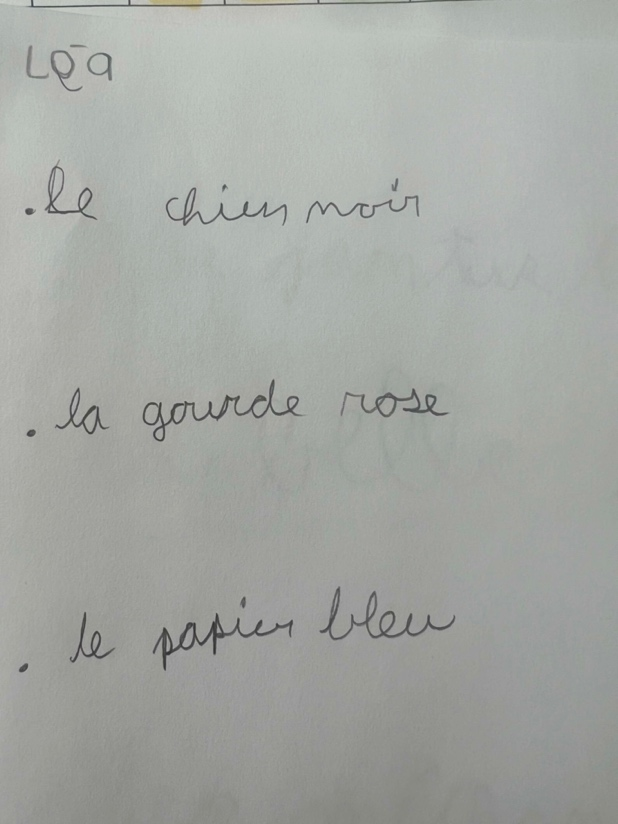 Léa
. le chien noir
. la gourde rose
. le papier bleu